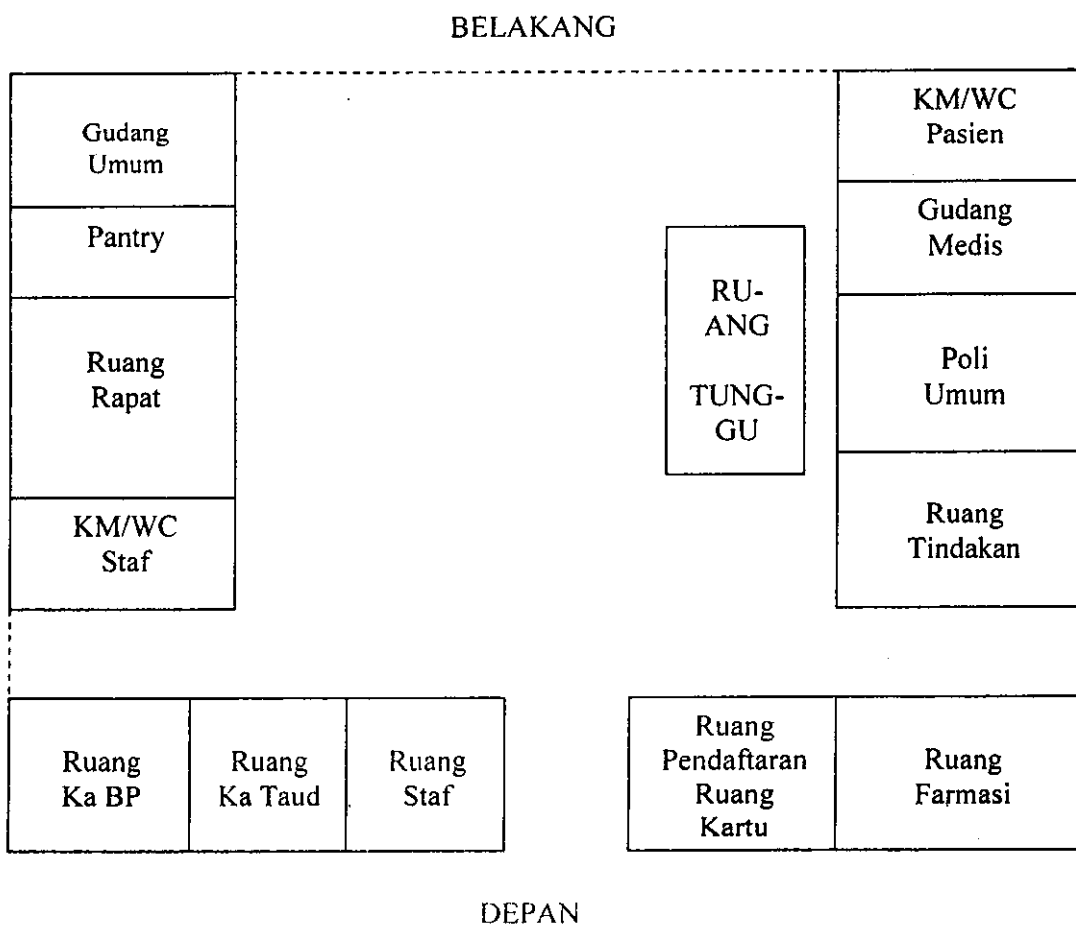 BELAKANG
Gudang
Umum
Pantry
Ruang
Rapat
KM/WC
Staf
RU-
ANG
TUNG-
GU
KM/WC
Pasien
Gudang
Medis
Poli
Umum
Ruang
Tindakan
Ruang
Ka BP
Ruang
Ka Taud
Ruang
Staf
Ruang
Pendaftaran
Ruang
Kartu
Ruang
Farmasi
DEPAN